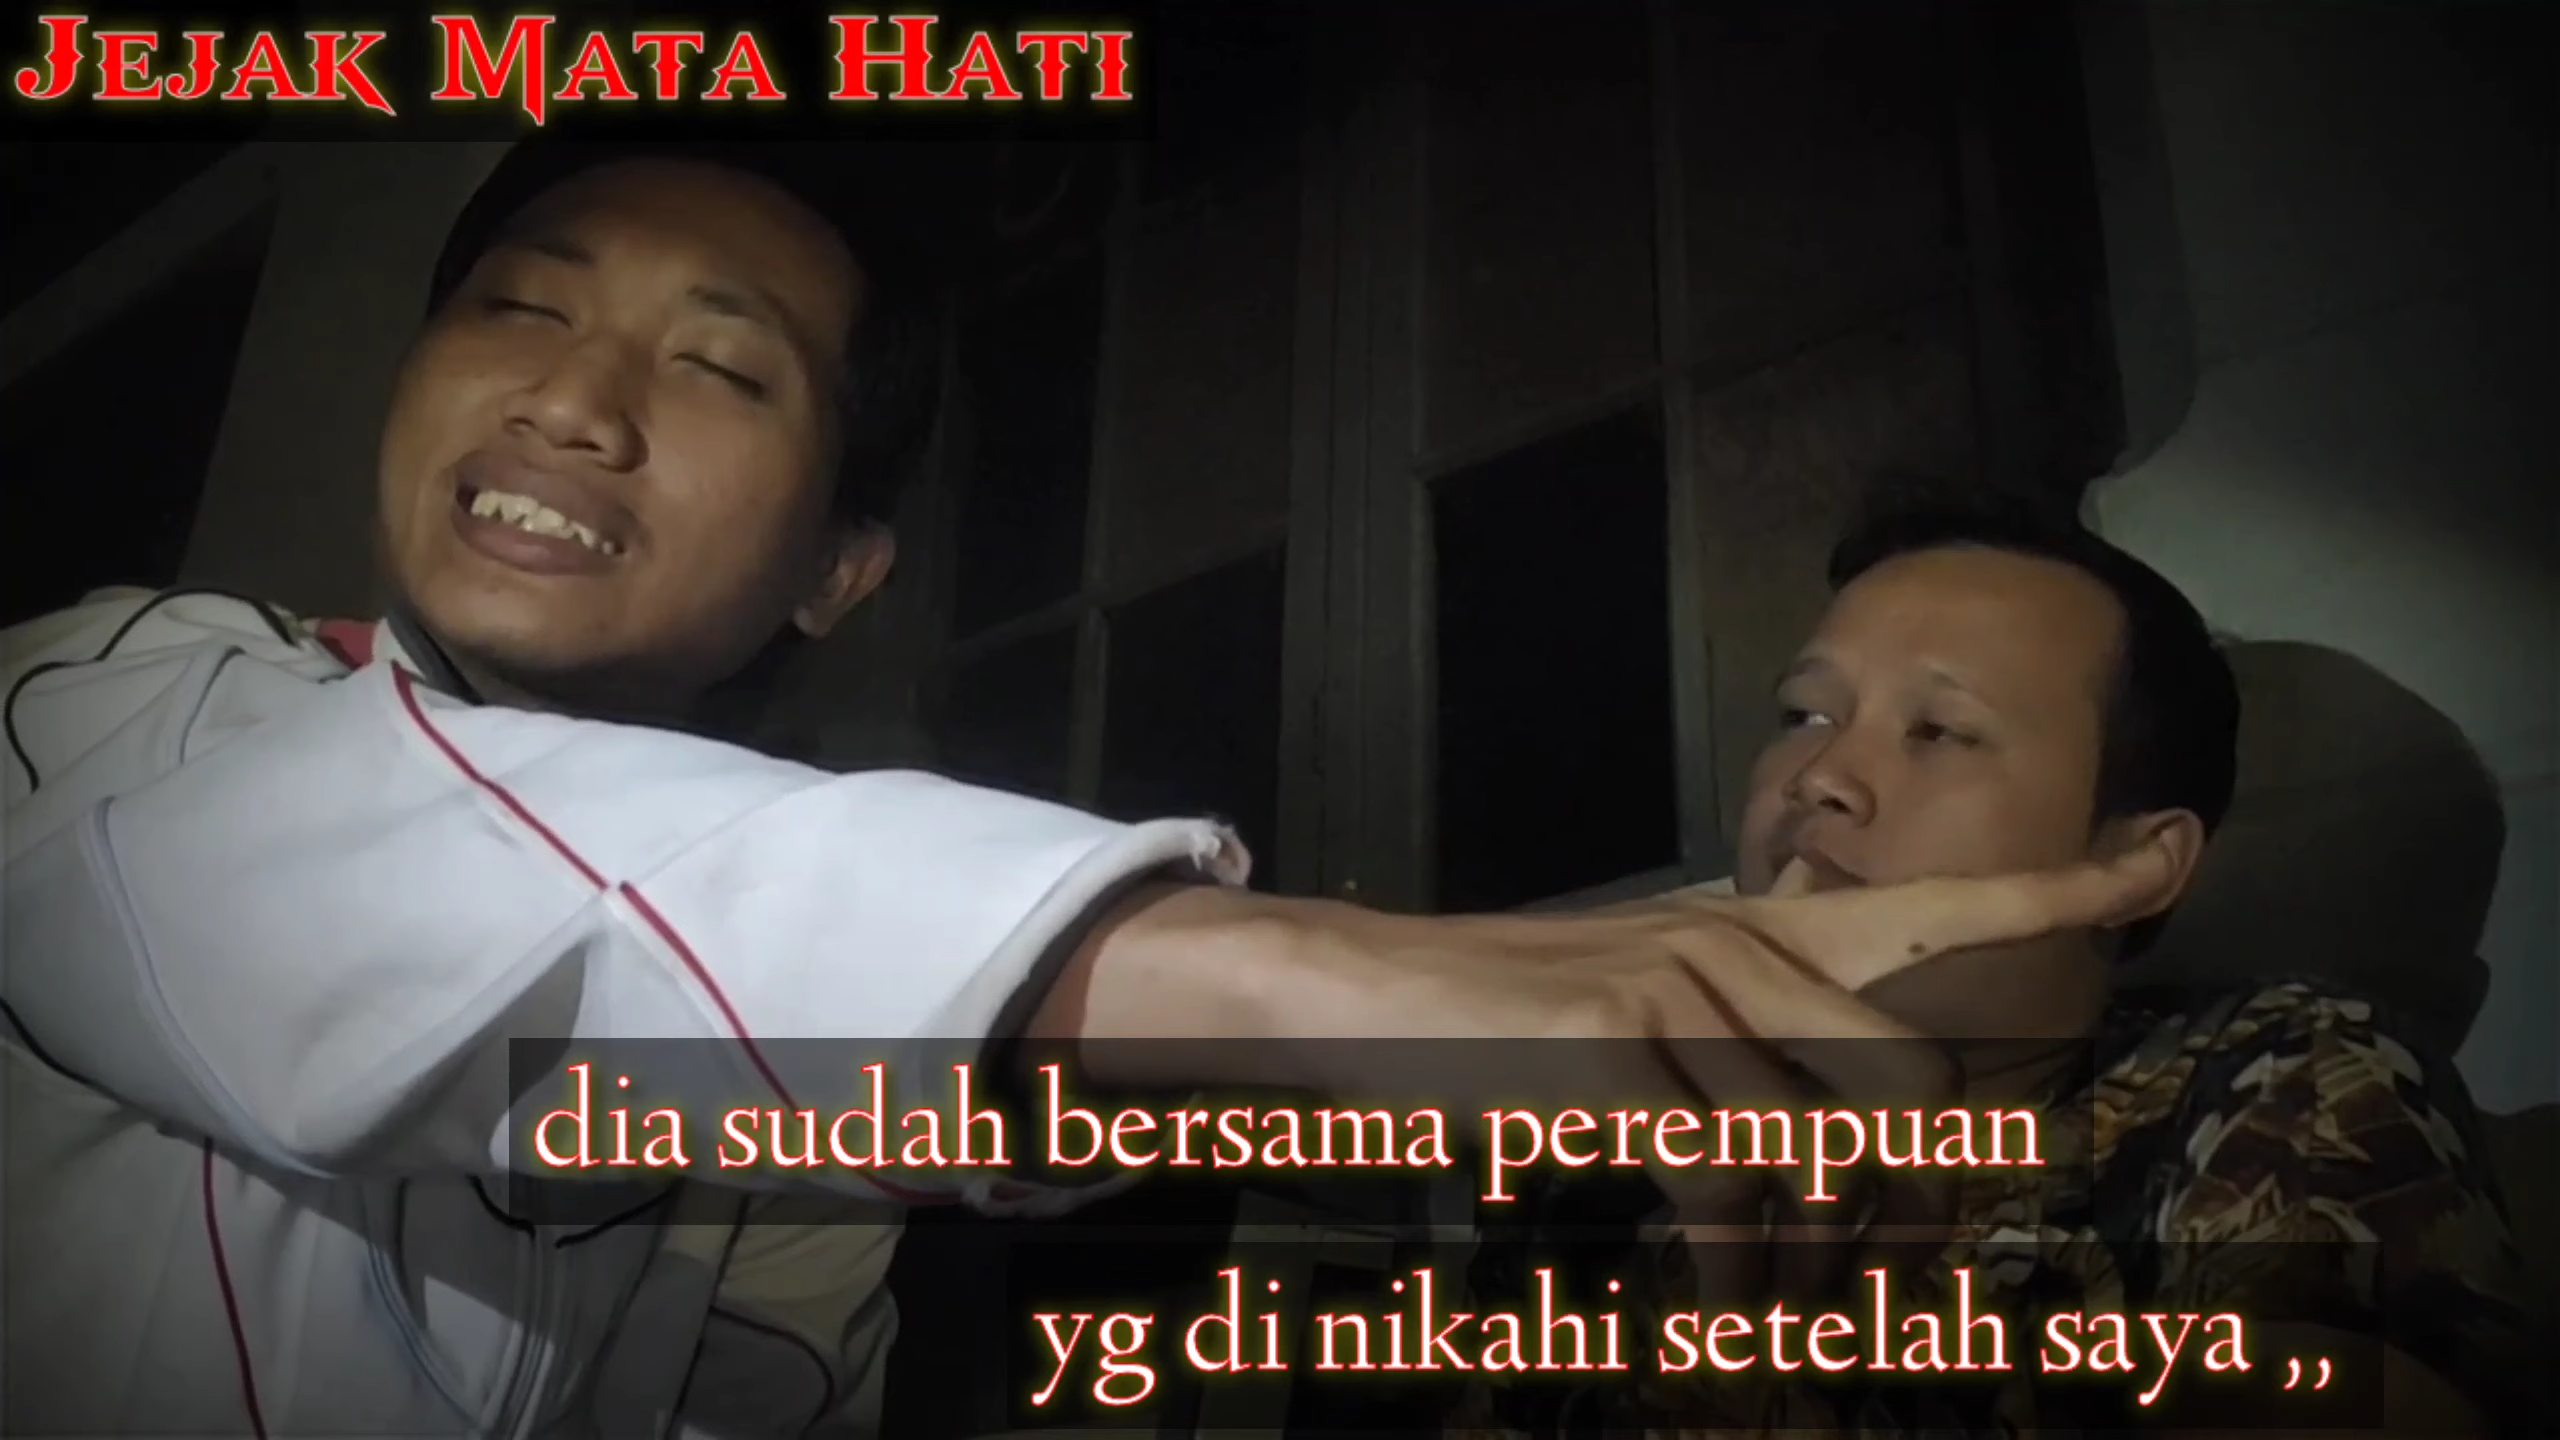 Jejak Mata Hati
dia sudah bersama perempuan
yg di nikahi setelah saya ,,